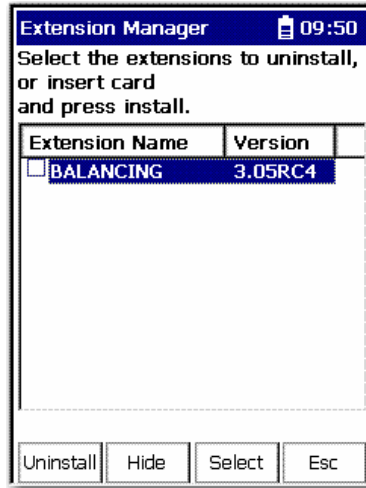 Extension Manager 09:50
Select the extensions to uninstall,
or insert card
and press install.
Extension Name Version
BALANCING 3.05RC4
Uninstall Hide Select Esc